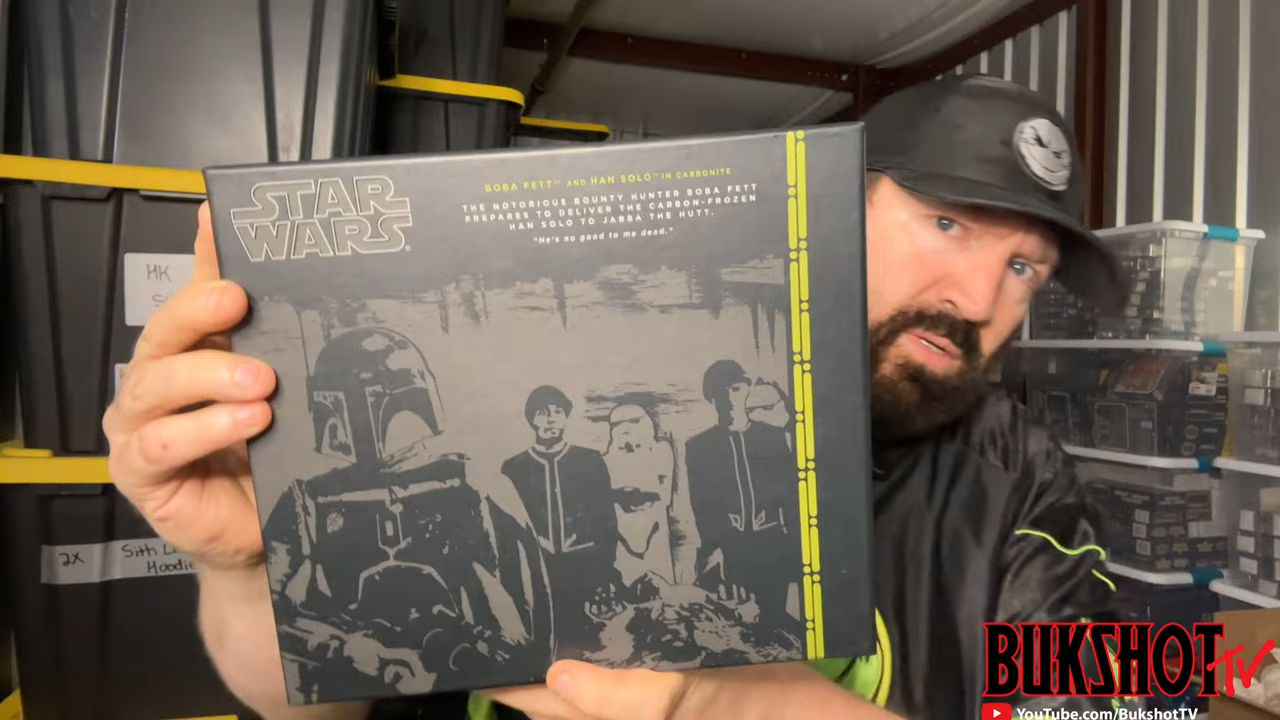 STAR
WARS®
BOBA FETT™ AND HAN SOLO™ IN CARBONITE
THE NOTORIOUS BOUNTY HUNTER BOBA FETT
PREPARES TO DELIVER THE CARBON-FROZEN
HAN SOLO TO JABBA THE HUTT.
"He's no good to me dead."
HK
2X
Sith
Hoodie
BUKSHOT TV
YouTube.com/BukshotTV